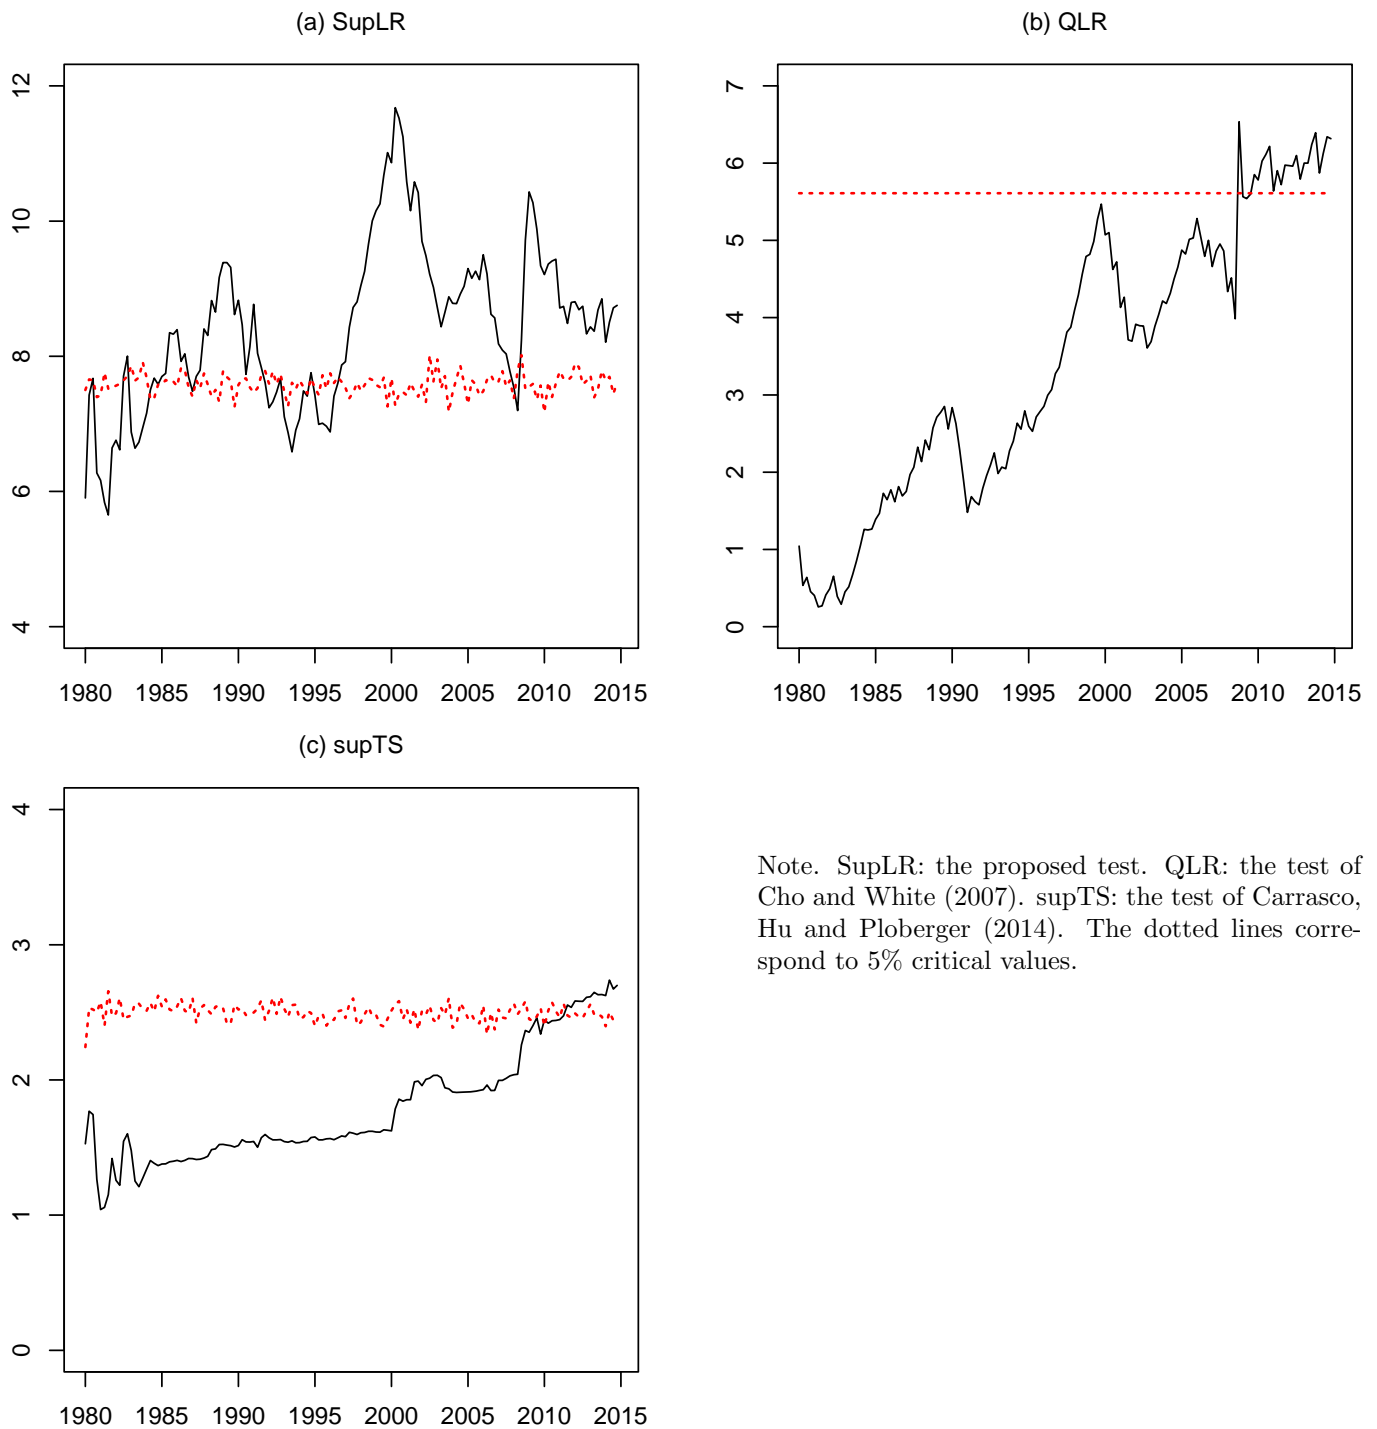 (a) SupLR
12
10
8
6
4
1980 1985 1990 1995 2000 2005 2010 2015
(b) QLR
7
6
5
4
3
2
1
0
1980 1985 1990 1995 2000 2005 2010 2015
(c) supTS
4
3
2
1
0
1980 1985 1990 1995 2000 2005 2010 2015
Note. SupLR: the proposed test. QLR: the test of
Cho and White (2007). supTS: the test of Carrasco,
Hu and Ploberger (2014). The dotted lines corre-
spond to 5% critical values.